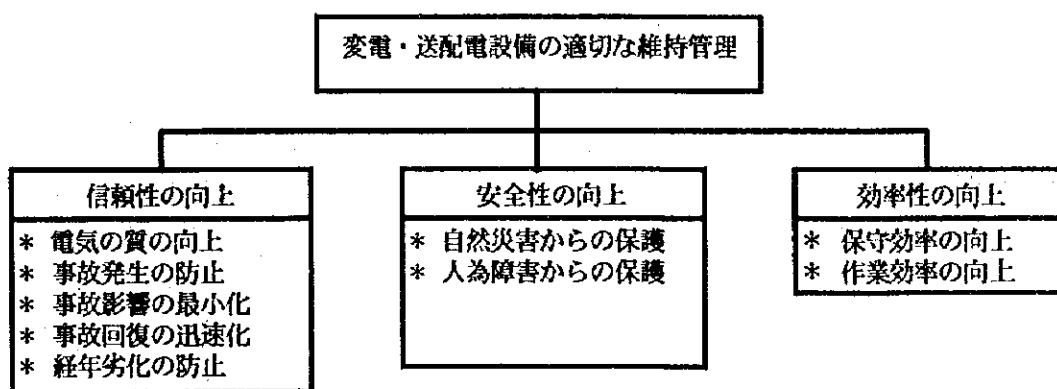 変電・送配電設備の適切な維持管理
信頼性の向上
* 電気の質の向上
* 事故発生の防止
* 事故影響の最小化
* 事故回復の迅速化
* 経年劣化の防止
安全性の向上
* 自然災害からの保護
* 人為障害からの保護
効率性の向上
* 保守効率の向上
* 作業効率の向上